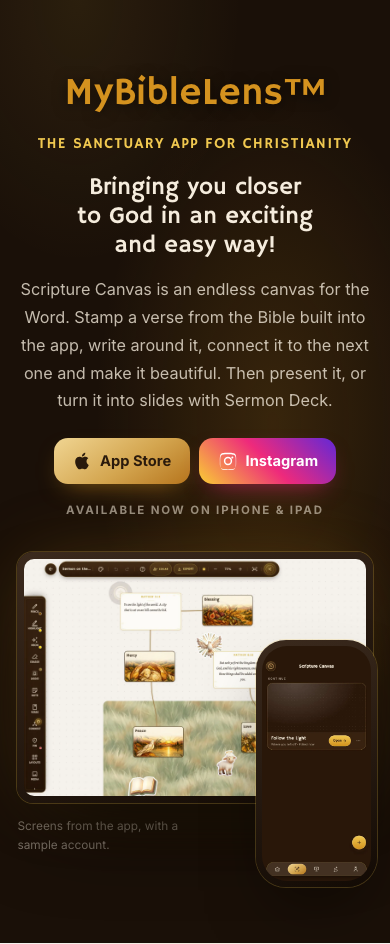 MyBibleLens™
THE SANCTUARY APP FOR CHRISTIANITY
Bringing you closer
to God in an exciting
and easy way!
Scripture Canvas is an endless canvas for the
Word. Stamp a verse from the Bible built into
the app, write around it, connect it to the next
one and make it beautiful. Then present it, or
turn it into slides with Sermon Deck.
App Store
Instagram
AVAILABLE NOW ON IPHONE & IPAD
Blessing
Mercy
Peace
Love
Scripture Canvas
Follow the Light
Screens from the app, with a
sample account.